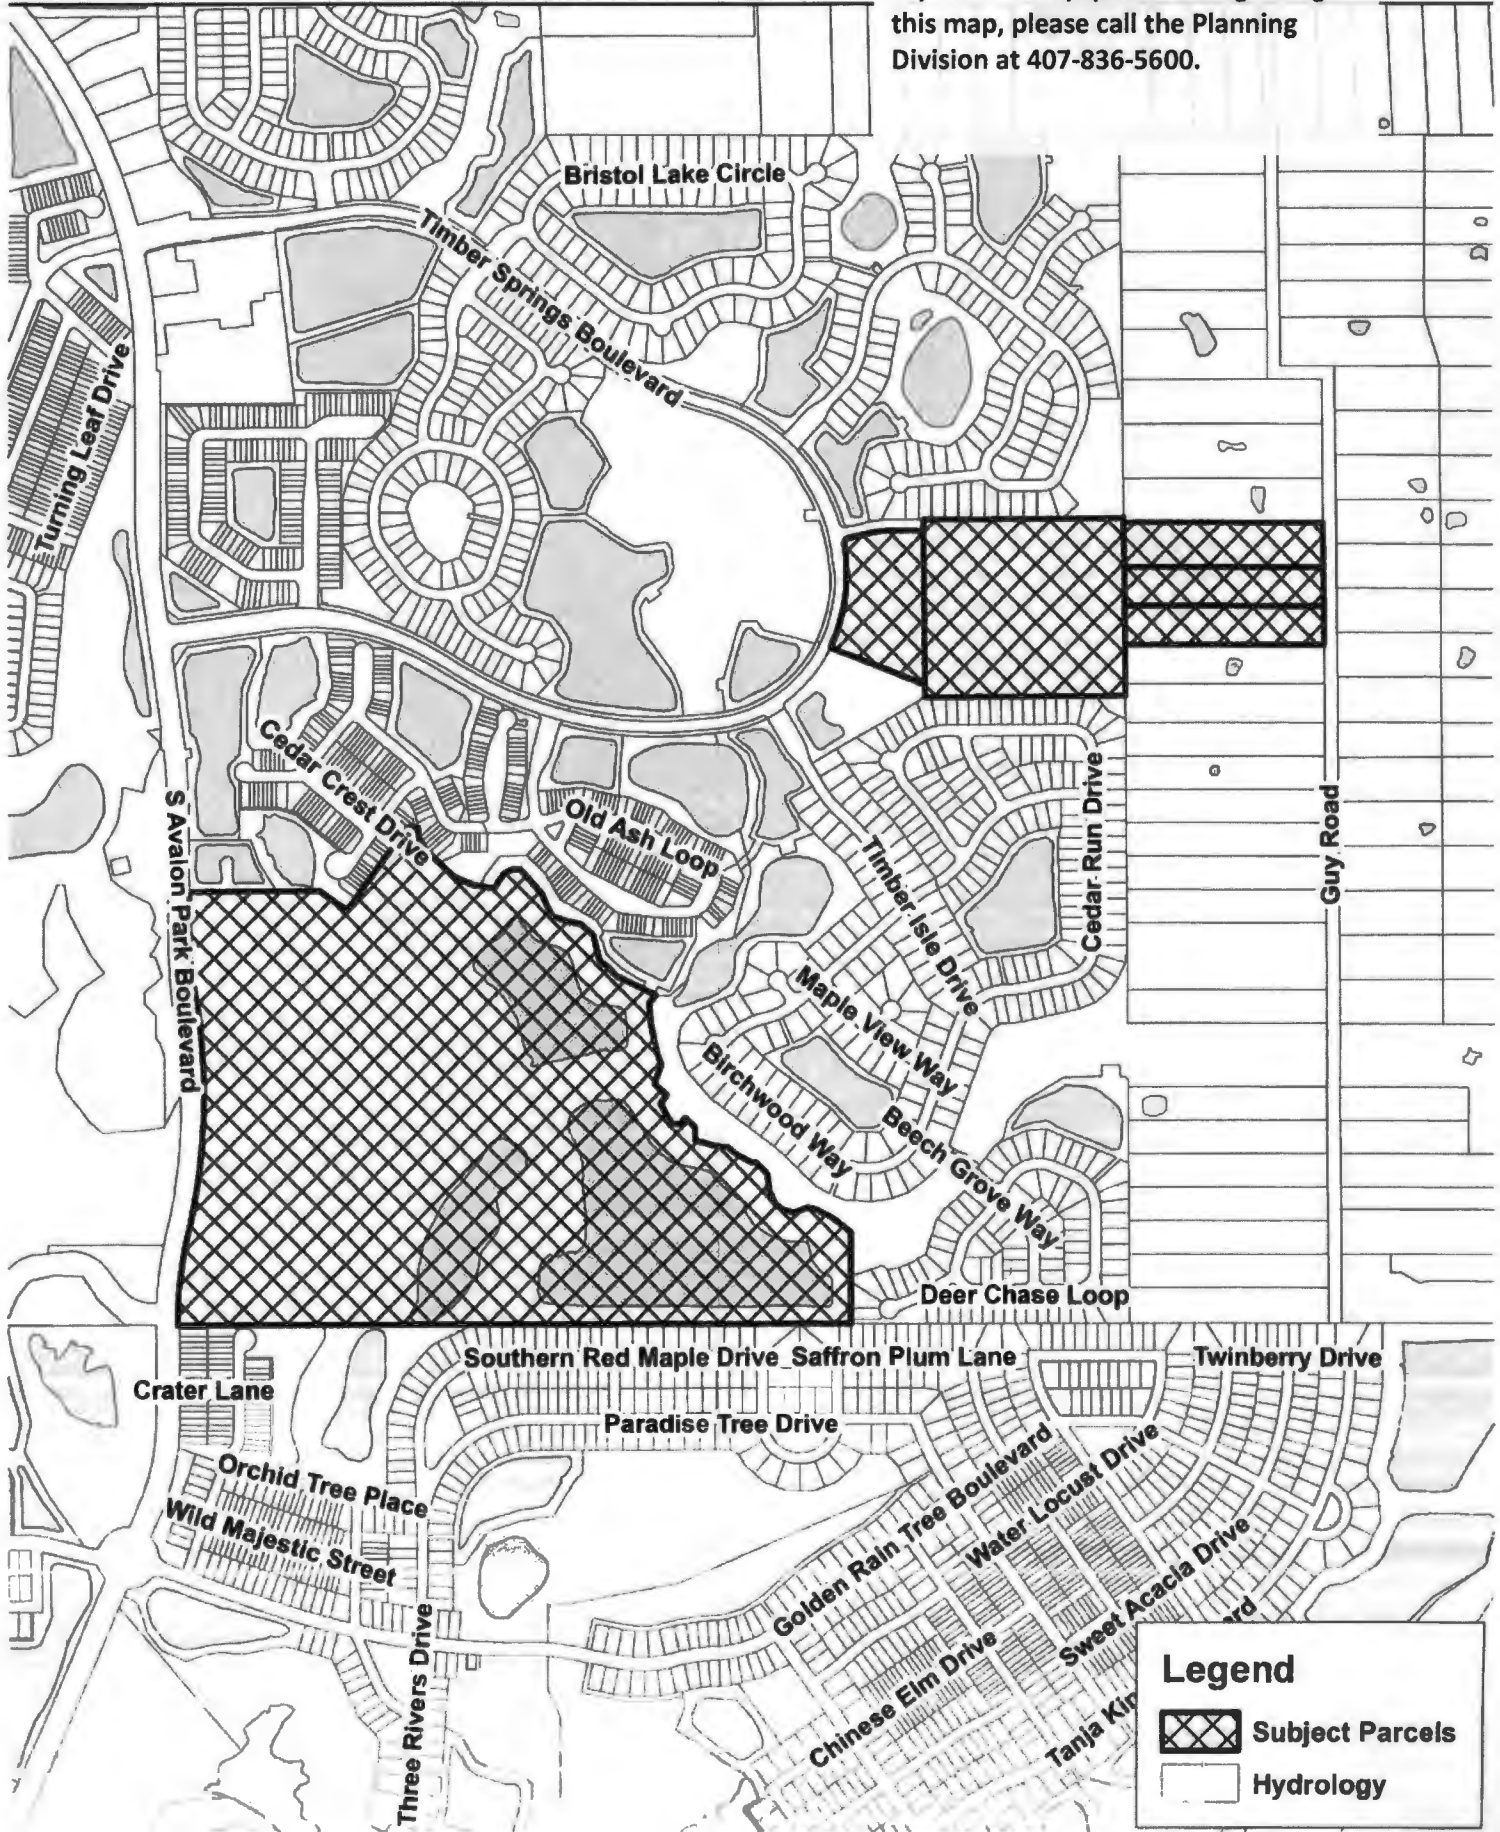 this map, please call the Planning
Division at 407-836-5600.
Bristol Lake Circle
Timber Springs Boulevard
Turning Leaf Drive
Cedar Crest Drive
S Avalon Park Boulevard
Old Ash Loop
Timber Isle Drive
Cedar Run Drive
Guy Road
Maple View Way
Birchwood Way
Beech Grove Way
Deer Chase Loop
Southern Red Maple Drive
Saffron Plum Lane
Twinberry Drive
Crater Lane
Paradise Tree Drive
Orchid Tree Place
Wild Majestic Street
Golden Rain Tree Boulevard
Water Locust Drive
Sweet Acacia Drive
Chinese Elm Drive
Three Rivers Drive
Tanja
Legend
Subject Parcels
Hydrology